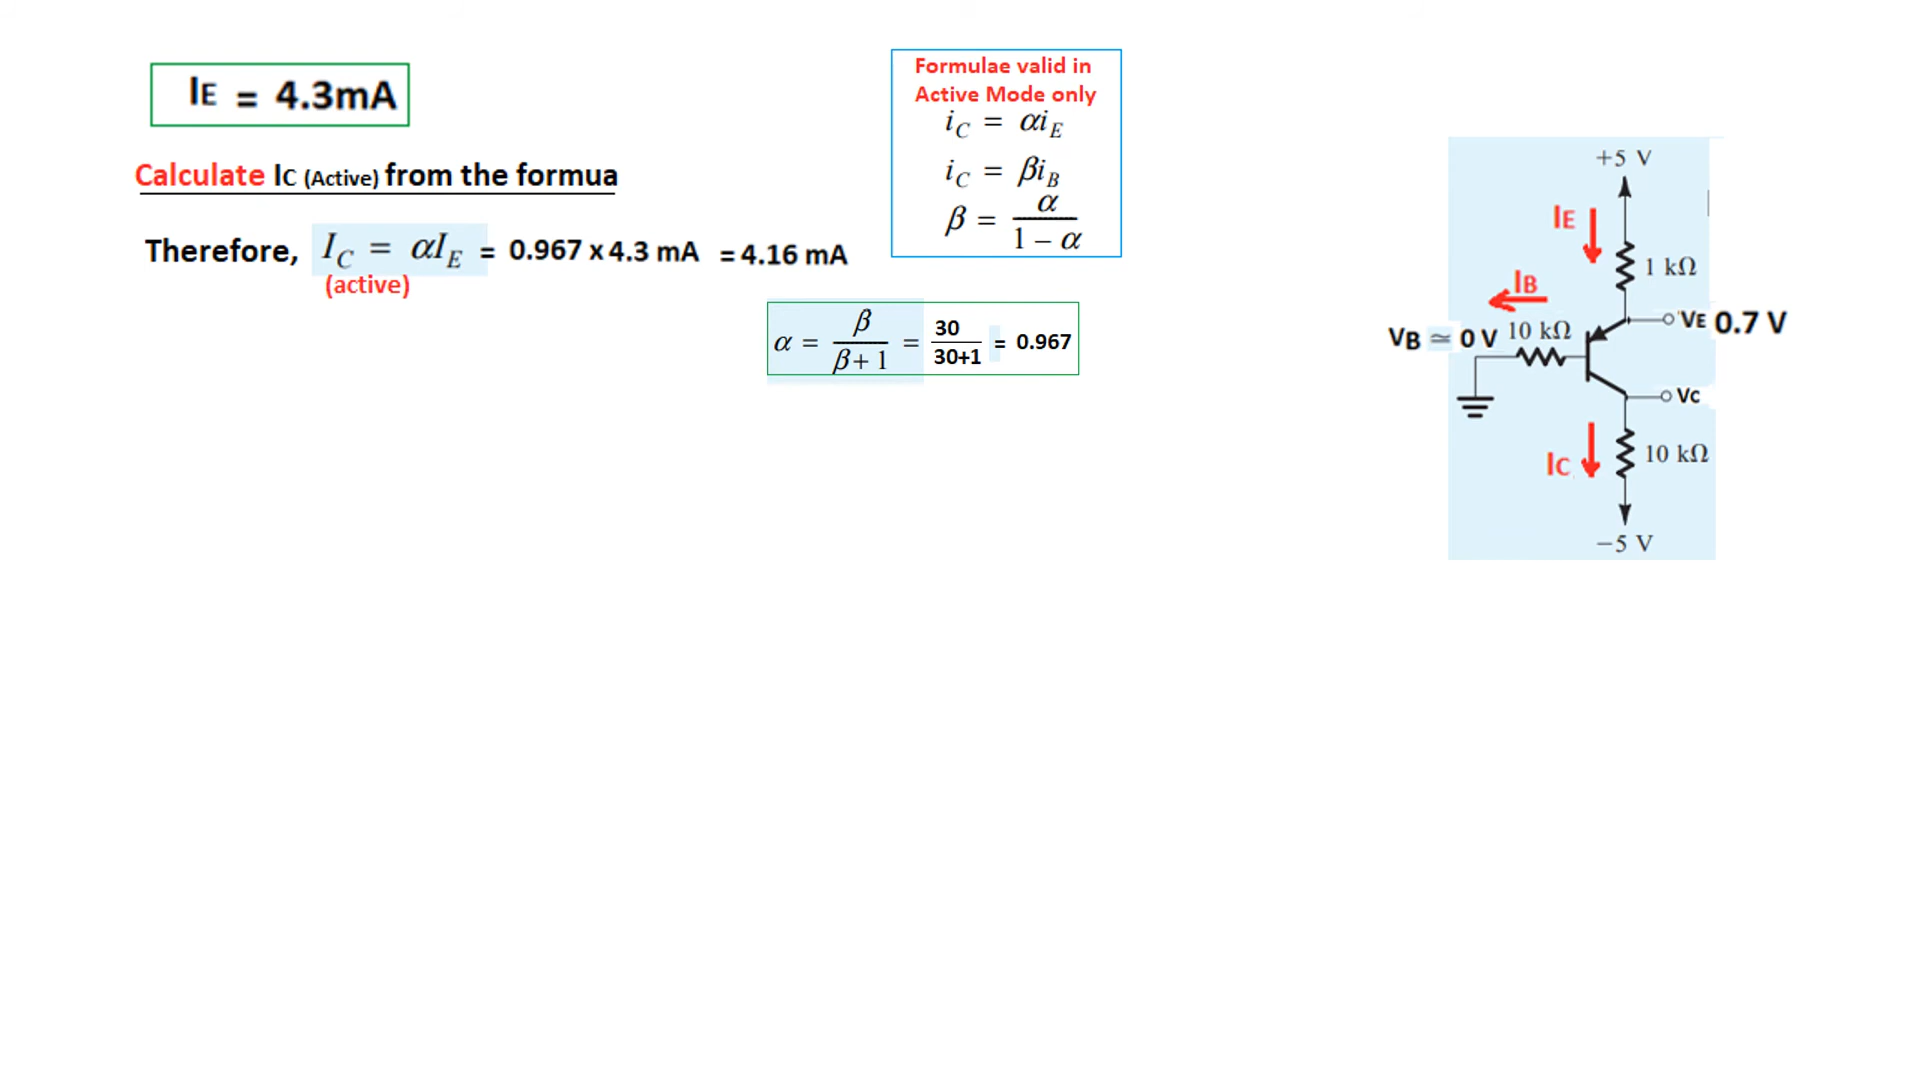 IE = 4.3mA
Calculate IC (Active) from the formua
Therefore, IC = αIE = 0.967 x 4.3 mA = 4.16 mA
(active)
Formulae valid in
Active Mode only
iC = αiE
iC = βiB
β = α / 1 − α
α = β / β + 1 = 30 / 30+1 = 0.967
+5 V
IE
1 kΩ
IB
VE 0.7 V
VB ≃ 0 V 10 kΩ
VC
IC
10 kΩ
−5 V